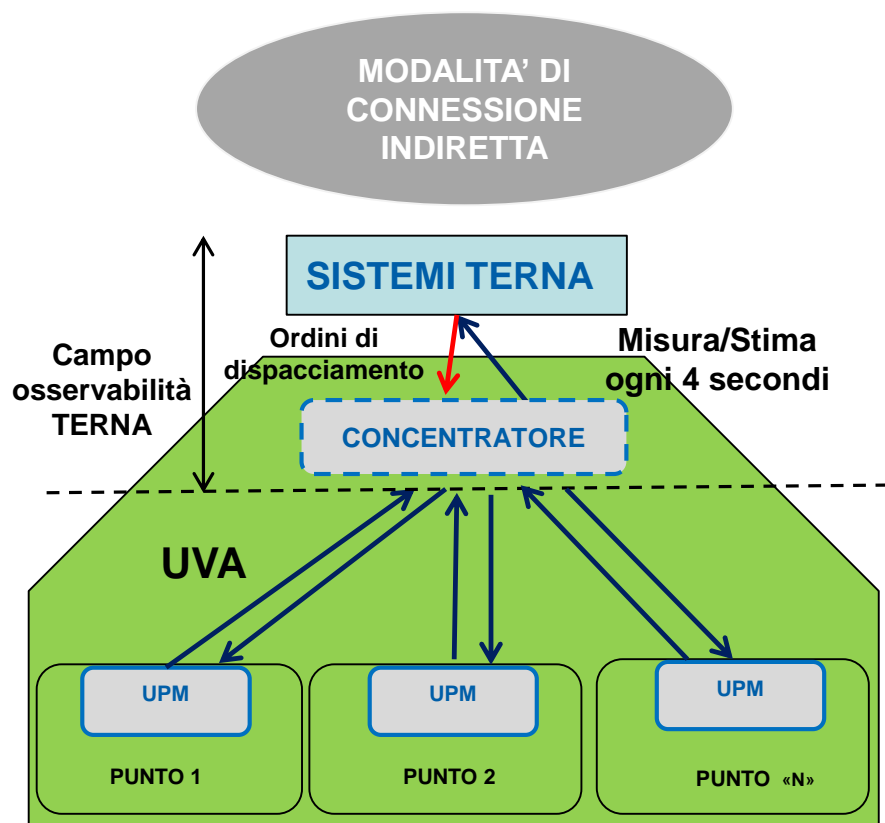 MODALITA' DI
CONNESSIONE
INDIRETTA
SISTEMI TERNA
Ordini di
dispacciamento
Misura/Stima
ogni 4 secondi
Campo
osservabilità
TERNA
CONCENTRATORE
UVA
UPM
UPM
UPM
PUNTO 1
PUNTO 2
PUNTO «N»